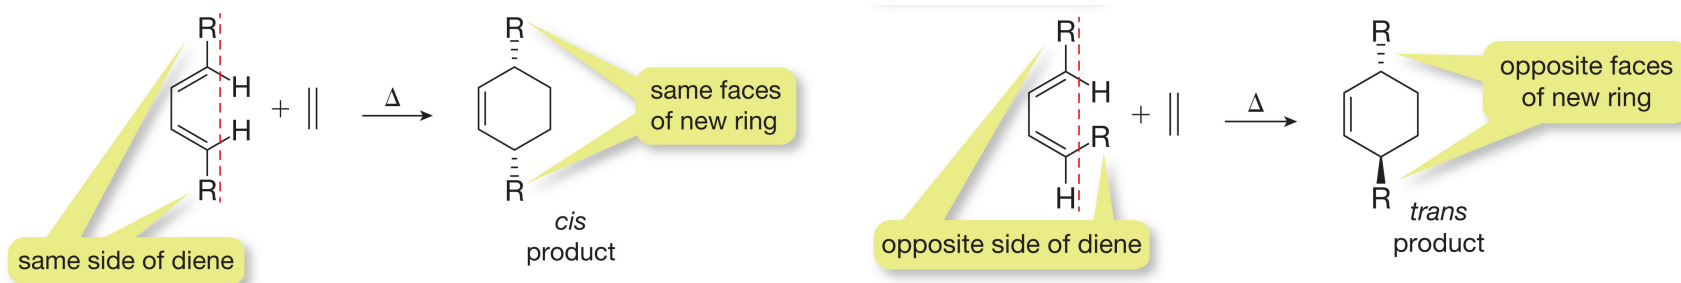 R
H
H
R
+
Δ
R
R
same faces
of new ring
cis
product
same side of diene
R
H
R
H
+
Δ
R
R
opposite faces
of new ring
trans
product
opposite side of diene